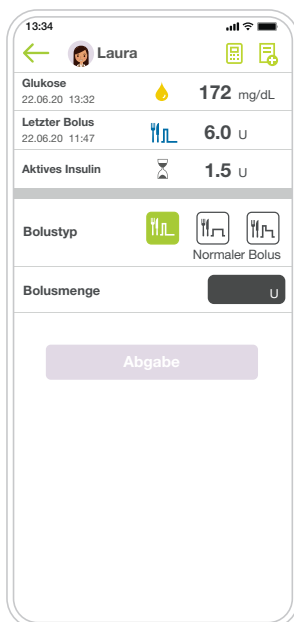 13:34
Laura
Glukose
22.06.20 13:32
172 mg/dL
Letzter Bolus
22.06.20 11:47
6.0 U
Aktives Insulin
1.5 U
Bolustyp
Normaler Bolus
Bolusmenge
U
Abgabe